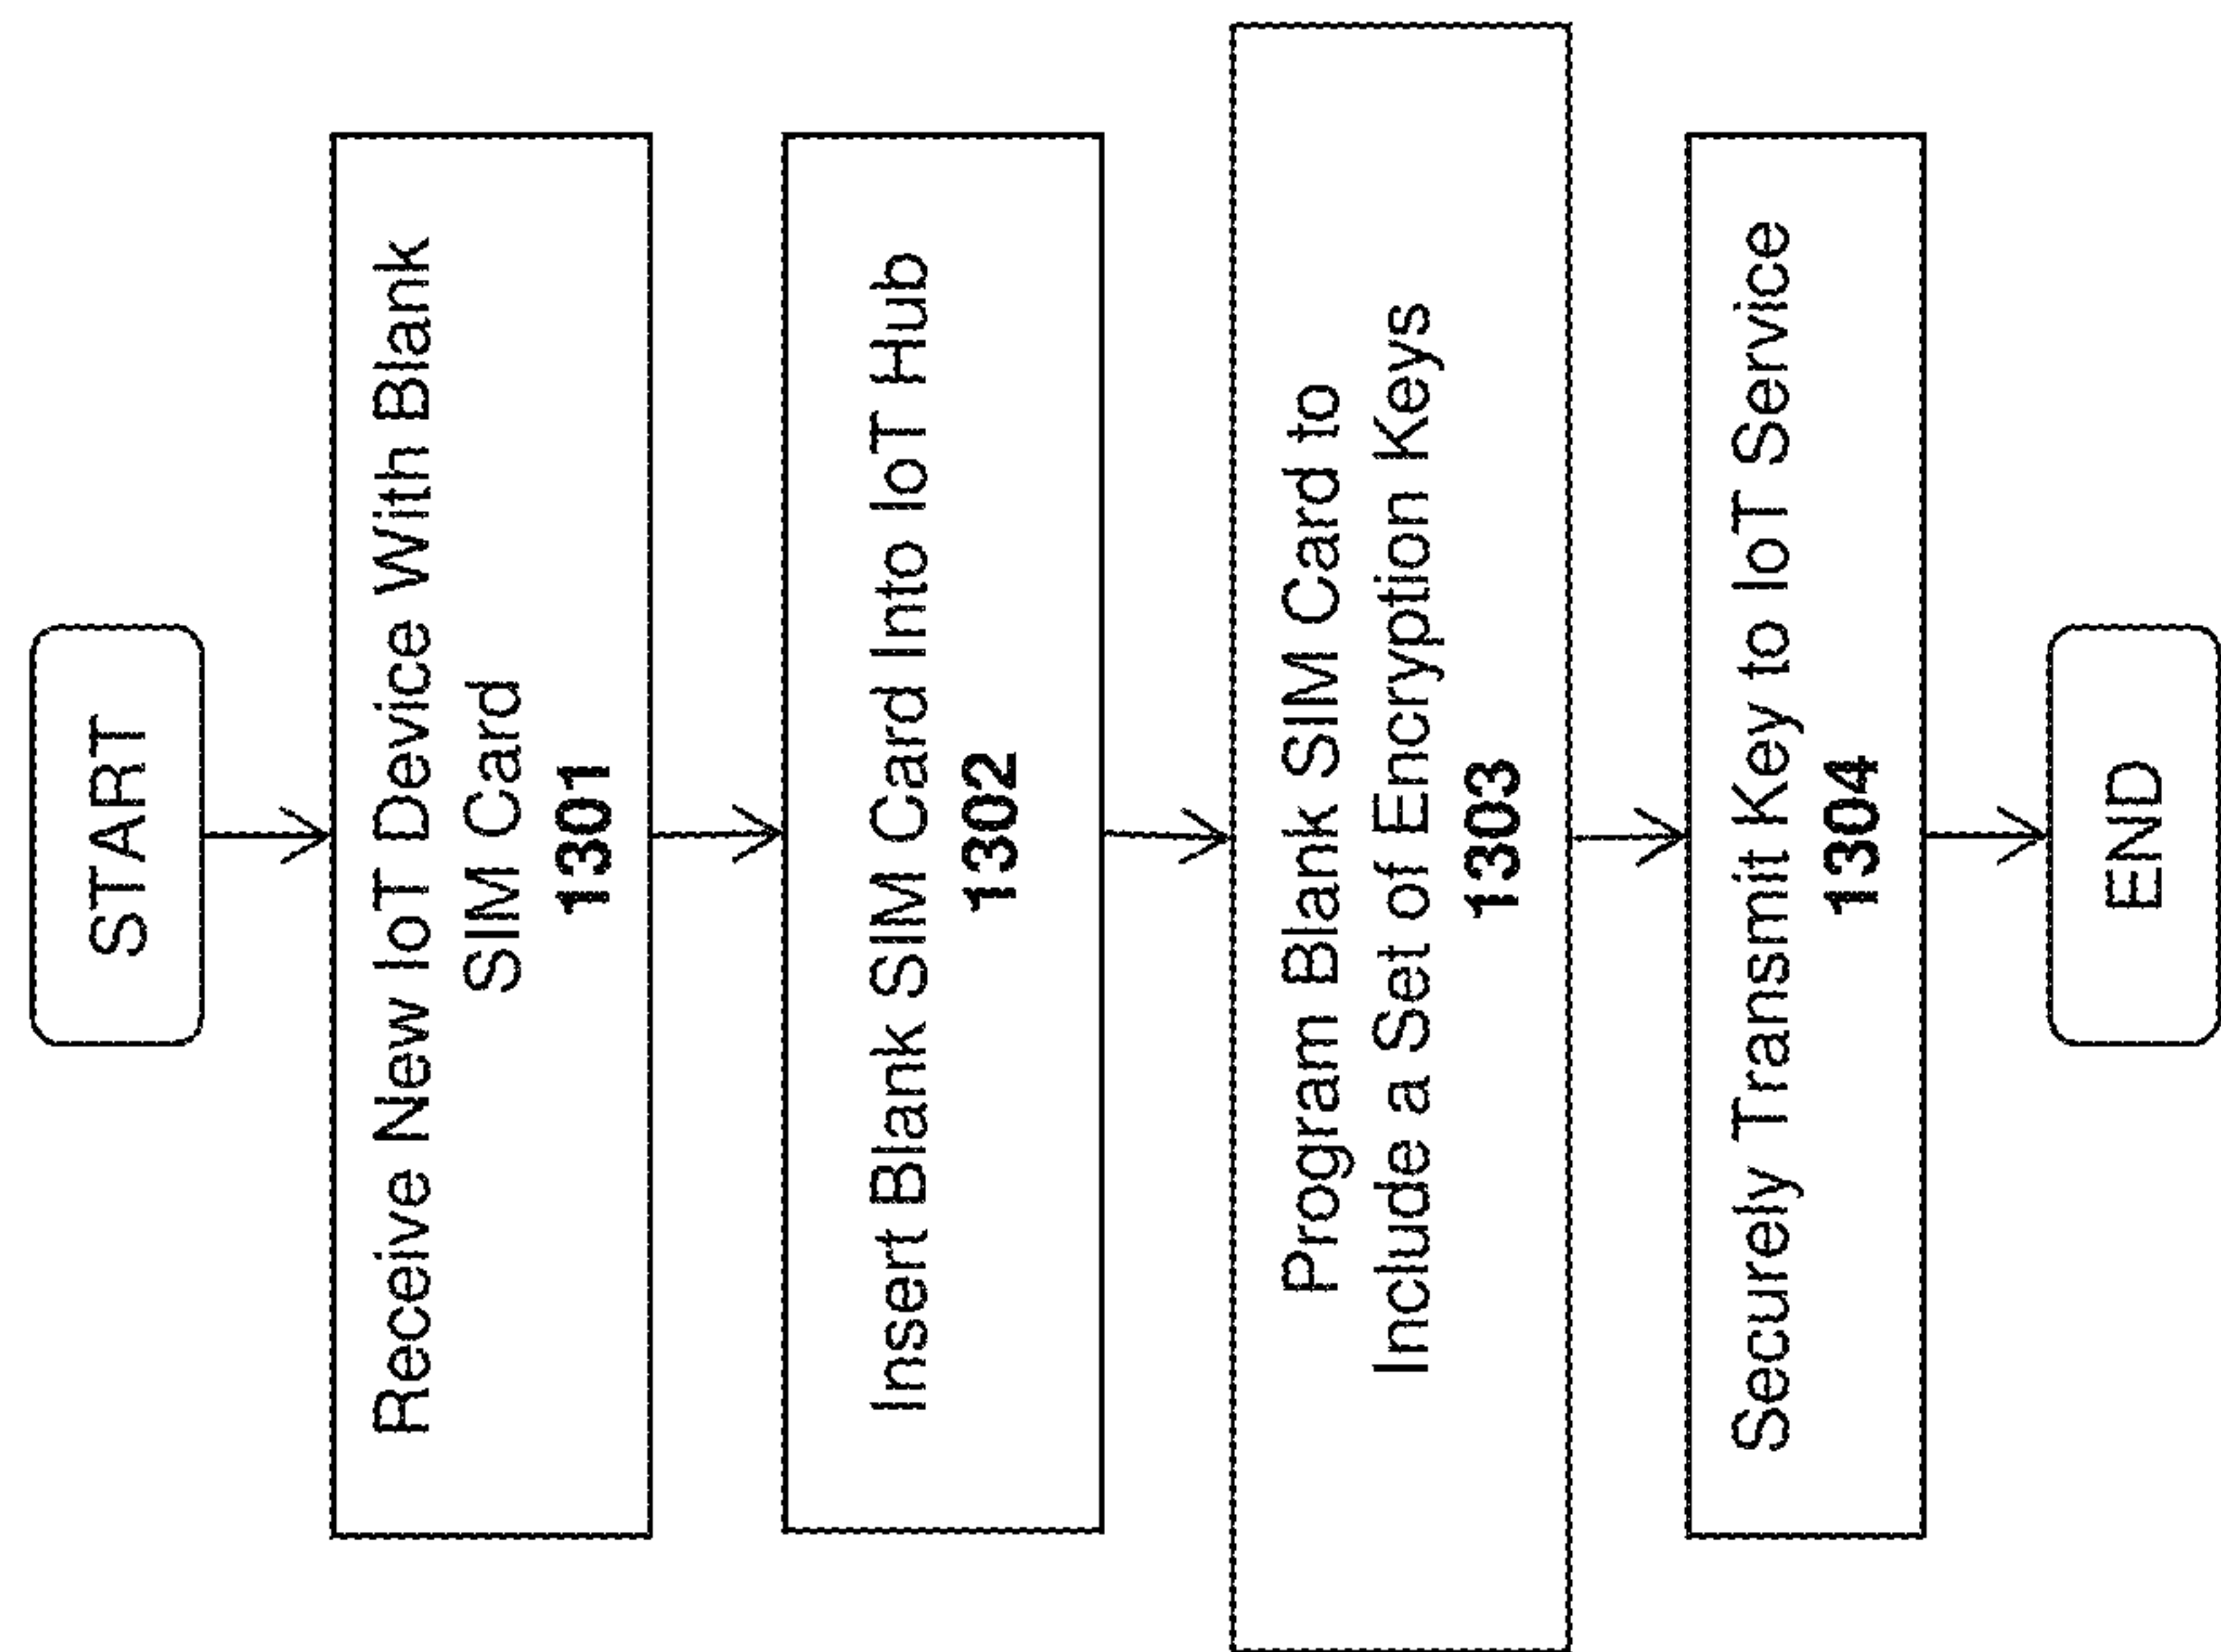 START
Receive New IoT Device With Blank
SIM Card
1301
Insert Blank SIM Card Into IoT Hub
1302
Program Blank SIM Card to
Include a Set of Encryption Keys
1303
Securely Transmit Key to IoT Service
1304
END